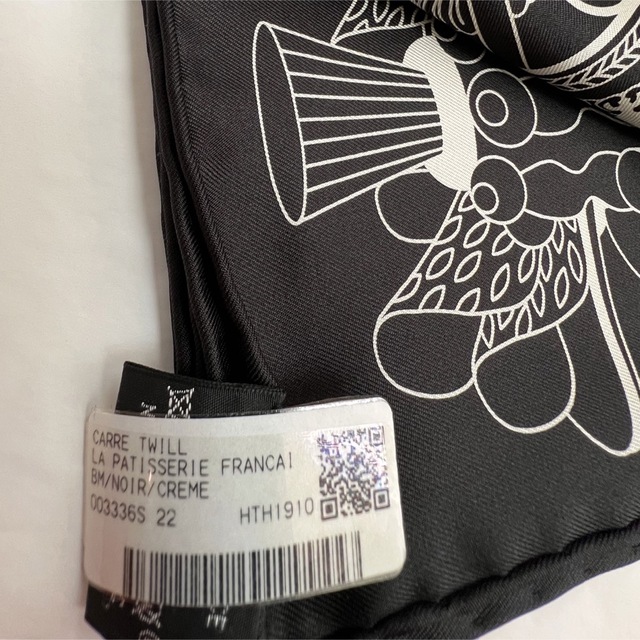 CARRE TWILL
LA PATISSERIE FRANCAI
BM/NOIR/CREME
003336S 22 HTH1910